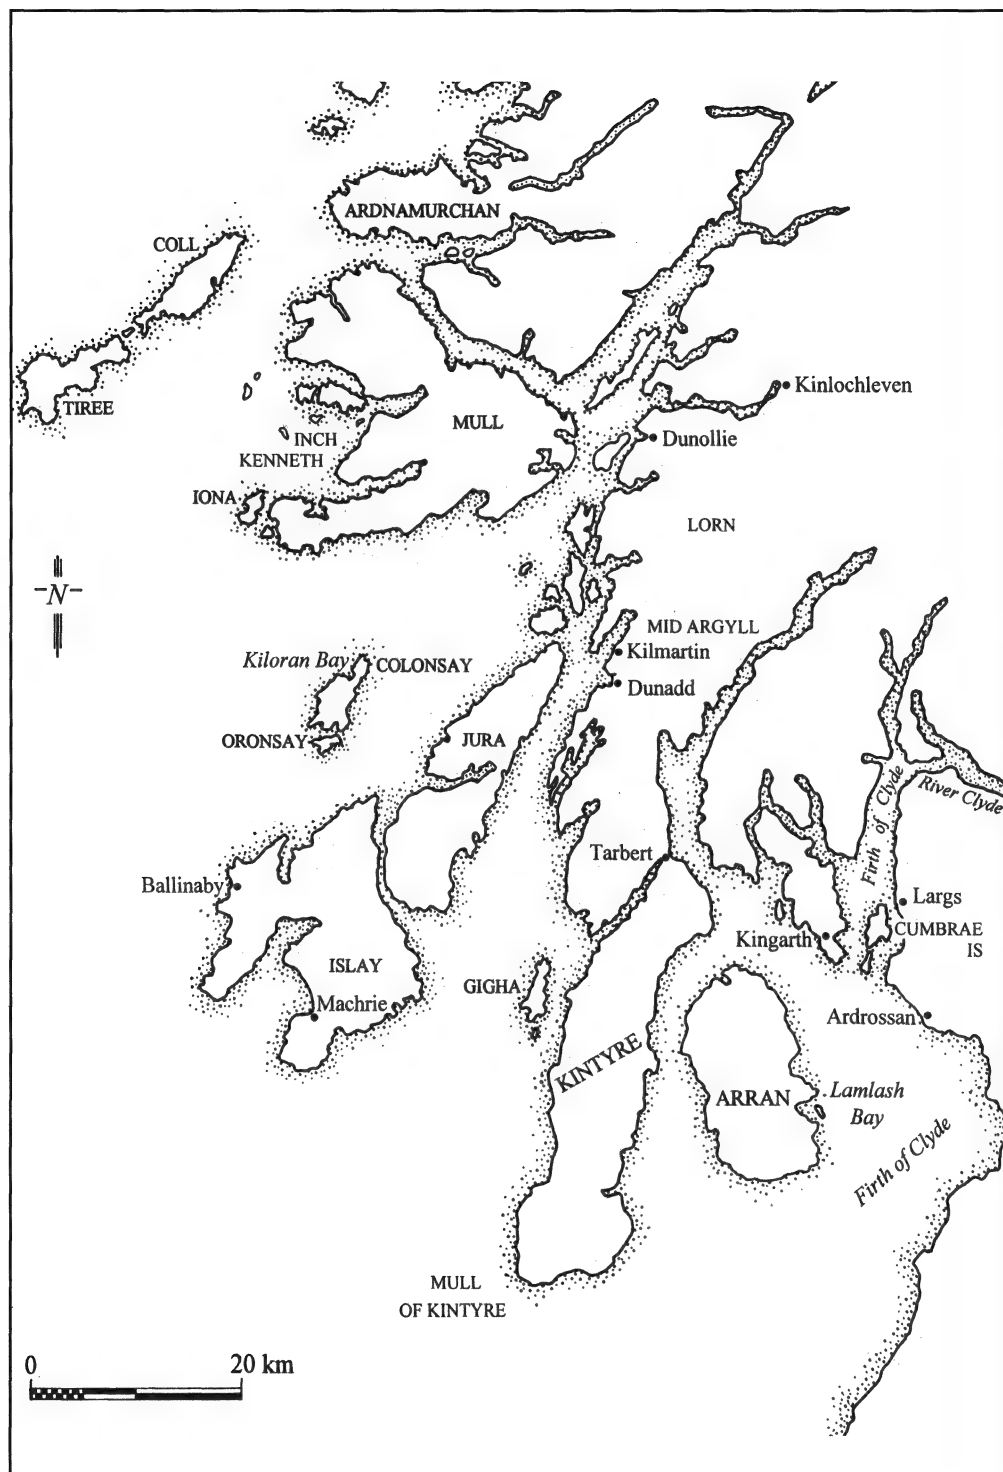 ARDNAMURCHAN
COLL
TIREE
Kinlochleven
MULL
Dunollie
INCH
KENNETH
IONA
LORN
-N-
MID ARGYLL
Kilmartin
Kiloran Bay
COLONSAY
Dunadd
ORONSAY
JURA
Firth of Clyde
River Clyde
Tarbert
Ballinaby
Largs
CUMBRAE
IS
Kingarth
ISLAY
GIGHA
Machrie
Ardrossan
KINTYRE
ARRAN
Lamlash
Bay
Firth of Clyde
MULL
OF KINTYRE
0 20 km